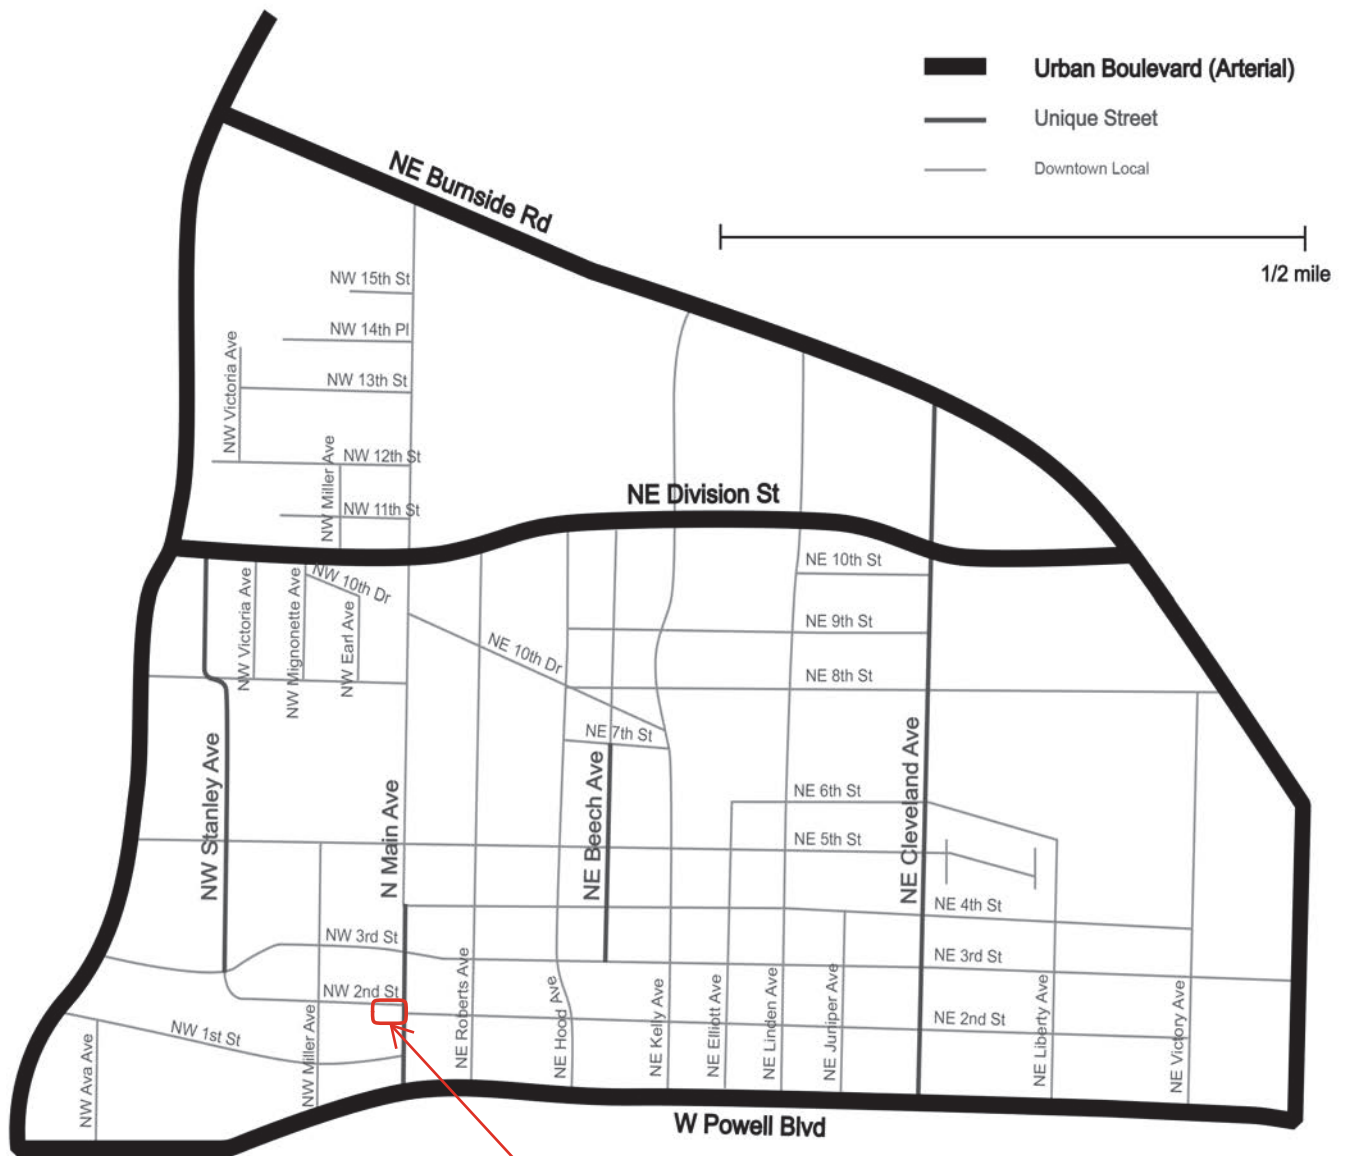 Urban Boulevard (Arterial)
Unique Street
Downtown Local
1/2 mile
NE Burnside Rd
NW 15th St
NW 14th Pl
NW 13th St
NW Victoria Ave
NW 12th St
NW Miller Ave
NW 11th St
NE Division St
NW 10th Dr
NW Victoria Ave
NW Mignonette Ave
NW Earl Ave
NE 10th Dr
NE 10th St
NE 9th St
NE 8th St
NE 7th St
NW Stanley Ave
N Main Ave
NE Beech Ave
NE Cleveland Ave
NE 6th St
NE 5th St
NE 4th St
NW 3rd St
NE 3rd St
NW 2nd St
NE 2nd St
NW 1st St
NW Ava Ave
NW Miller Ave
NE Roberts Ave
NE Hood Ave
NE Kelly Ave
NE Elliott Ave
NE Linden Ave
NE Juniper Ave
NE Liberty Ave
NE Victory Ave
W Powell Blvd